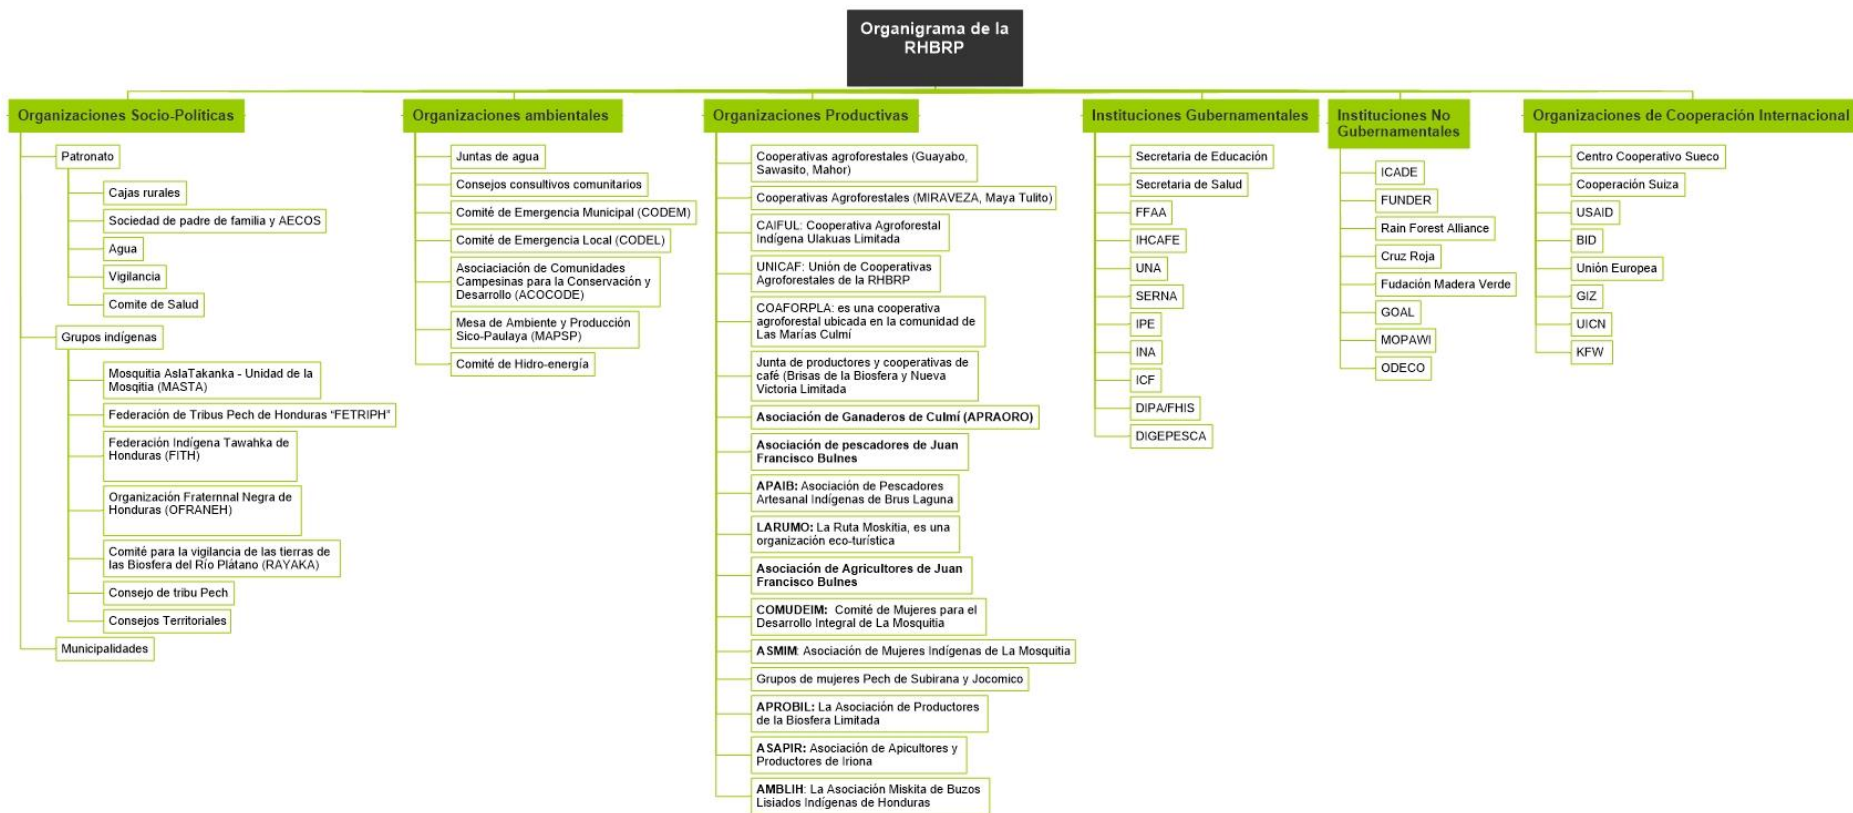 Organigrama de la
RHBRP
Organizaciones Socio-Políticas
Patronato
Cajas rurales
Sociedad de padre de familia y AECOS
Agua
Vigilancia
Comite de Salud
Grupos indígenas
Mosquitia AslaTakanka - Unidad de la
Mosqitia (MASTA)
Federación de Tribus Pech de Honduras “FETRIPH”
Federación Indígena Tawahka de
Honduras (FITH)
Organización Fraternnal Negra de
Honduras (OFRANEH)
Comité para la vigilancia de las tierras de
las Biosfera del Río Plátano (RAYAKA)
Consejo de tribu Pech
Consejos Territoriales
Municipalidades
Organizaciones ambientales
Juntas de agua
Consejos consultivos comunitarios
Comité de Emergencia Municipal (CODEM)
Comité de Emergencia Local (CODEL)
Asociaciación de Comunidades
Campesinas para la Conservación y
Desarrollo (ACOCODE)
Mesa de Ambiente y Producción
Sico-Paulaya (MAPSP)
Comité de Hidro-energía
Organizaciones Productivas
Cooperativas agroforestales (Guayabo,
Sawasito, Mahor)
Cooperativas Agroforestales (MIRAVEZA, Maya Tulito)
CAIFUL: Cooperativa Agroforestal
Indígena Ulakuas Limitada
UNICAF: Unión de Cooperativas
Agroforestales de la RHBRP
COAFORPLA: es una cooperativa
agroforestal ubicada en la comunidad de
Las Marías Culmí
Junta de productores y cooperativas de
café (Brisas de la Biosfera y Nueva
Victoria Limitada
Asociación de Ganaderos de Culmí (APRAORO)
Asociación de pescadores de Juan
Francisco Bulnes
APAIB: Asociación de Pescadores
Artesanal Indígenas de Brus Laguna
LARUMO: La Ruta Moskitia, es una
organización eco-turística
Asociación de Agricultores de Juan
Francisco Bulnes
COMUDEIM: Comité de Mujeres para el
Desarrollo Integral de La Mosquitia
ASMIM: Asociación de Mujeres Indígenas de La Mosquitia
Grupos de mujeres Pech de Subirana y Jocomico
APROBIL: La Asociación de Productores
de la Biosfera Limitada
ASAPIR: Asociación de Apicultores y
Productores de Iriona
AMBLIH: La Asociación Miskita de Buzos
Lisiados Indígenas de Honduras
Instituciones Gubernamentales
Secretaria de Educación
Secretaria de Salud
FFAA
IHCAFE
UNA
SERNA
IPE
INA
ICF
DIPA/FHIS
DIGEPESCA
Instituciones No
Gubernamentales
ICADE
FUNDER
Rain Forest Alliance
Cruz Roja
Fudación Madera Verde
GOAL
MOPAWI
ODECO
Organizaciones de Cooperación Internacional
Centro Cooperativo Sueco
Cooperación Suiza
USAID
BID
Unión Europea
GIZ
UICN
KFW